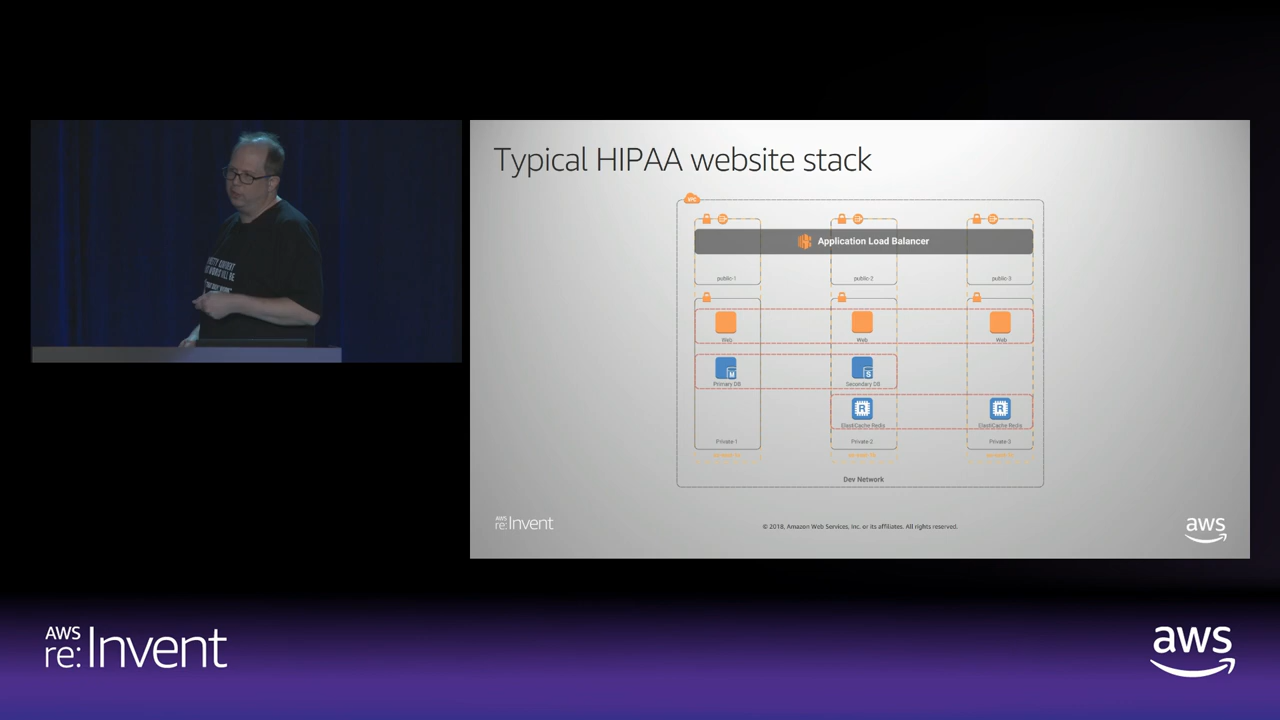 Typical HIPAA website stack
VPC
Application Load Balancer
public-1
public-2
public-3
Web
Web
Web
M
S
Primary DB
Secondary DB
R
R
ElastiCache Redis
ElastiCache Redis
Private-1
Private-2
Private-3
Dev Network
AWS
re:Invent
© 2018, Amazon Web Services, Inc. or its affiliates. All rights reserved.
aws
AWS
re:Invent
aws